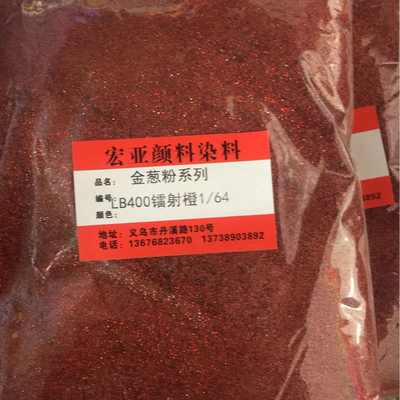 宏亚颜料染料
品名： 金葱粉系列
编号： LB400镭射橙1/64
颜色：
地址：义乌市丹溪路130号
电话：13676823670 13738903892
3892